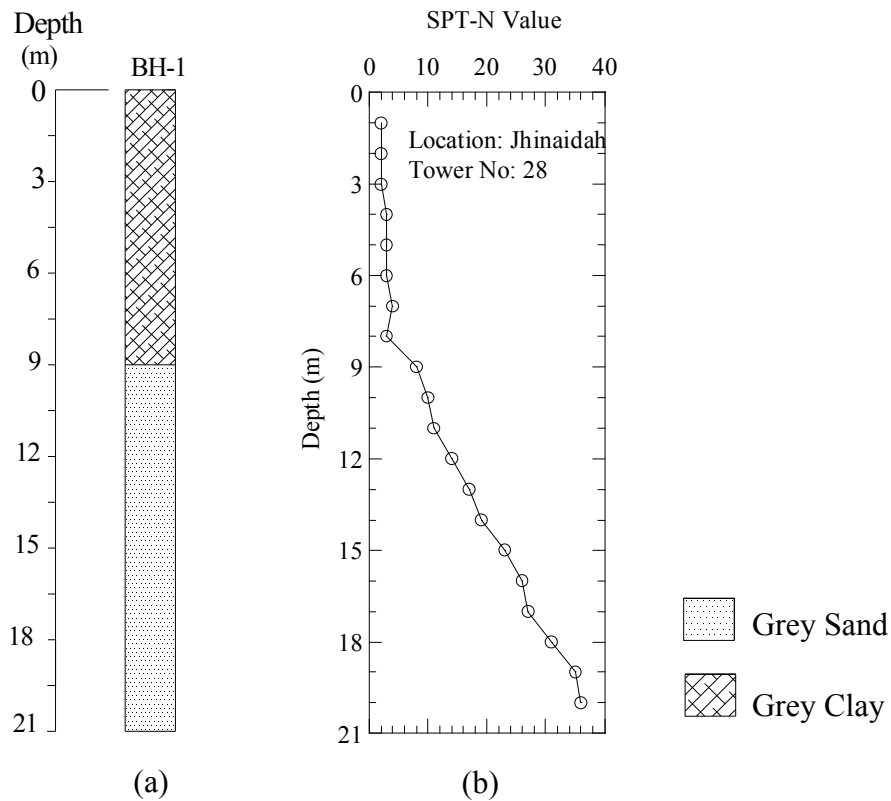 Depth
(m)
BH-1
0
3
6
9
12
15
18
21
(a)
SPT-N Value
0 10 20 30 40
Location: Jhinaidah
Tower No: 28
Depth (m)
0
3
6
9
12
15
18
21
(b)
Grey Sand
Grey Clay